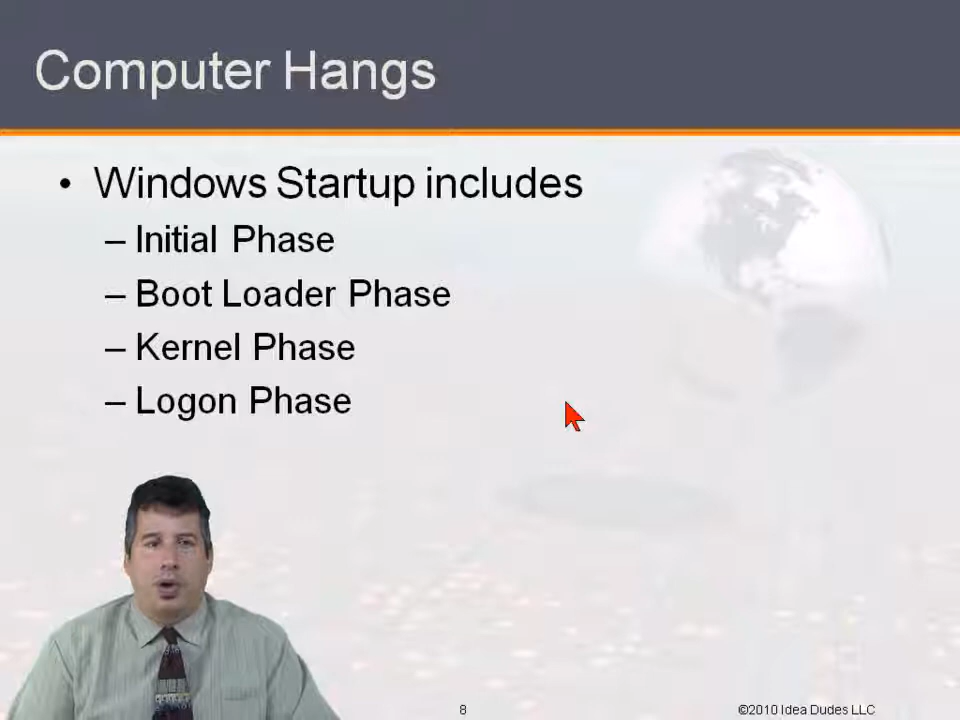 Computer Hangs
• Windows Startup includes
– Initial Phase
– Boot Loader Phase
– Kernel Phase
– Logon Phase
8
©2010 Idea Dudes LLC